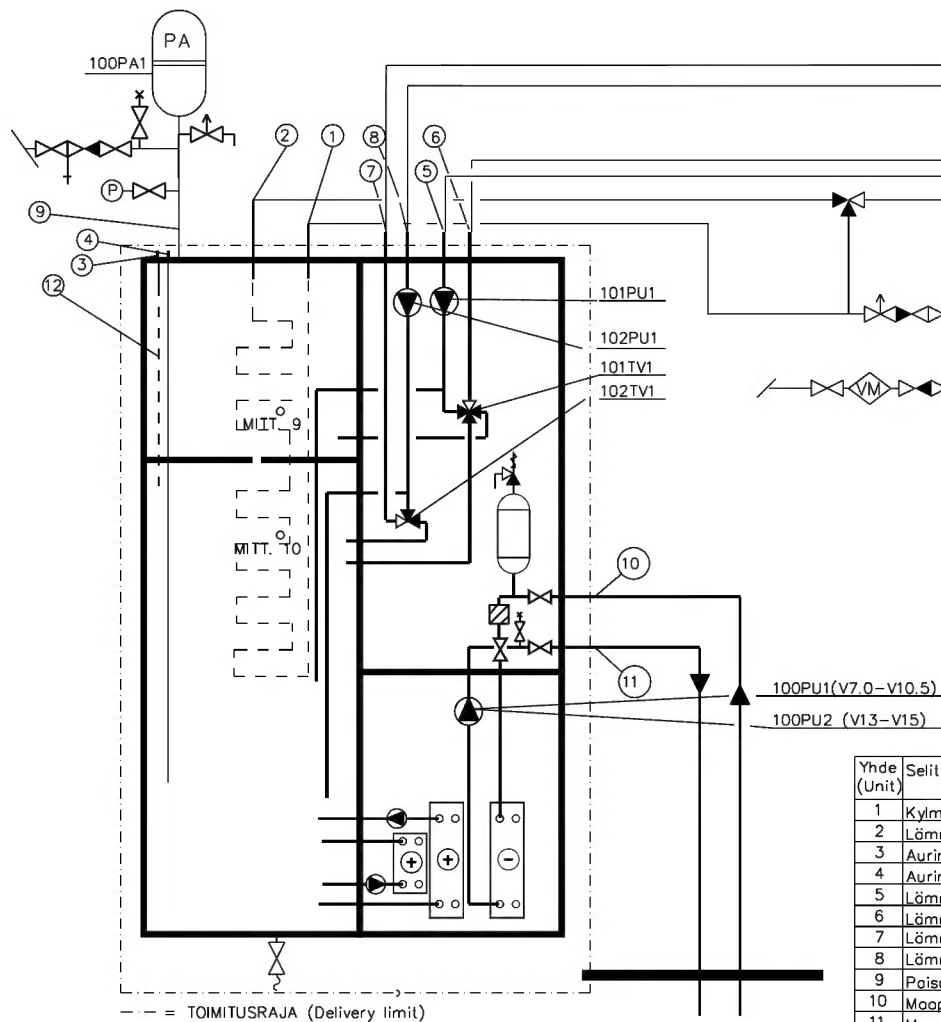 PA
100PA1
2
1
8
6
7
5
P
9
4
3
12
101PU1
102PU1
101TV1
102TV1
VM
MITT. 9
MITT. 10
10
11
100PU1(V7.0-V10.5)
100PU2 (V13-V15)
+ + -
Yhde Selit
(Unit)
1 Kylm
2 Lämm
3 Aurin
4 Aurin
5 Lämm
6 Lämm
7 Lämm
8 Lämm
9 Paisu
10 Maap
11
--- = TOIMITUSRAJA (Delivery limit)